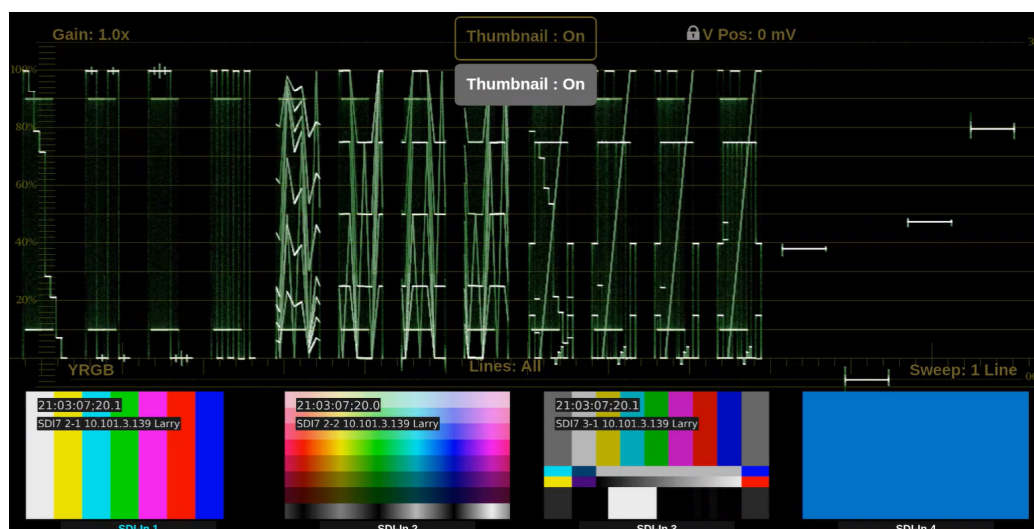 Gain: 1.0x
Thumbnail : On
V Pos: 0 mV
Thumbnail : On
100%
80%
60%
40%
20%
YRGB
Lines: All
Sweep: 1 Line
21:03:07;20.1
SDI7 2-1 10.101.3.139 Larry
21:03:07;20.0
SDI7 2-2 10.101.3.139 Larry
21:03:07;20.1
SDI7 3-1 10.101.3.139 Larry
SDI In 1
SDI In 2
SDI In 3
SDI In 4